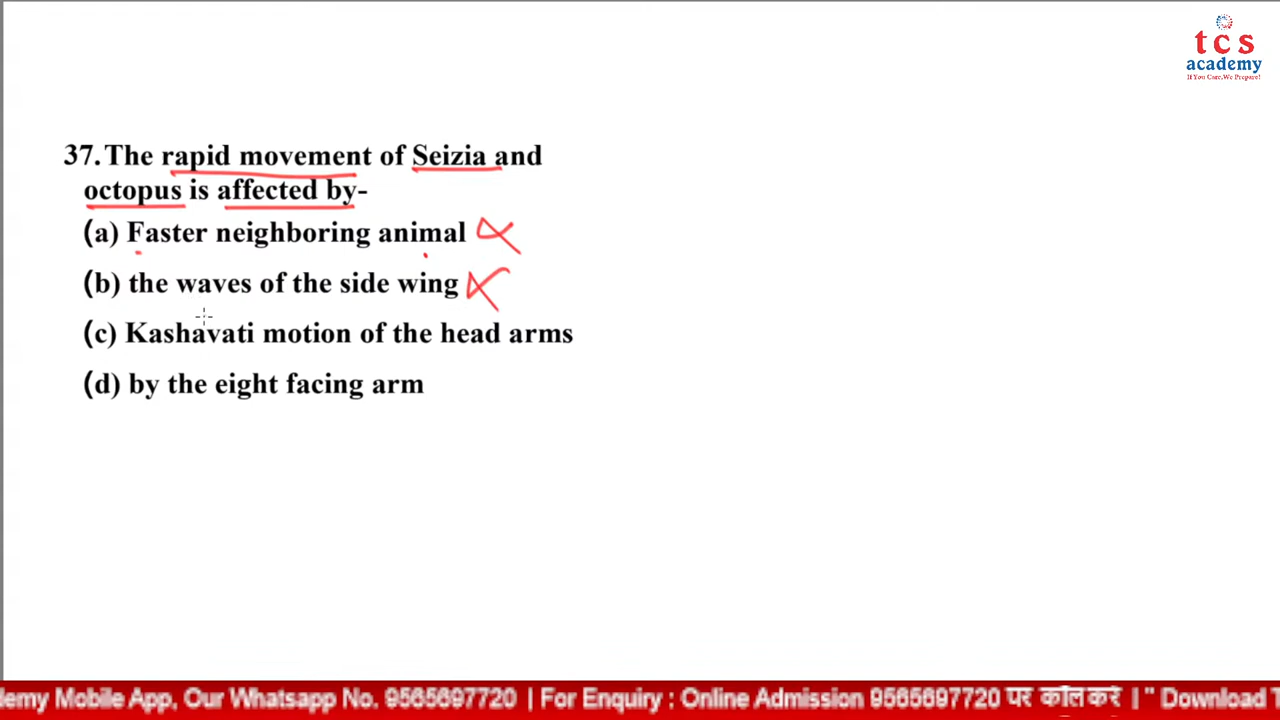 tcs
academy
If You Care,We Prepare!
37.The rapid movement of Seizia and
octopus is affected by-
(a) Faster neighboring animal
(b) the waves of the side wing
(c) Kashavati motion of the head arms
(d) by the eight facing arm
demy Mobile App, Our Whatsapp No. 9565697720 | For Enquiry : Online Admission 9565697720 पर कॉल करें | " Download T